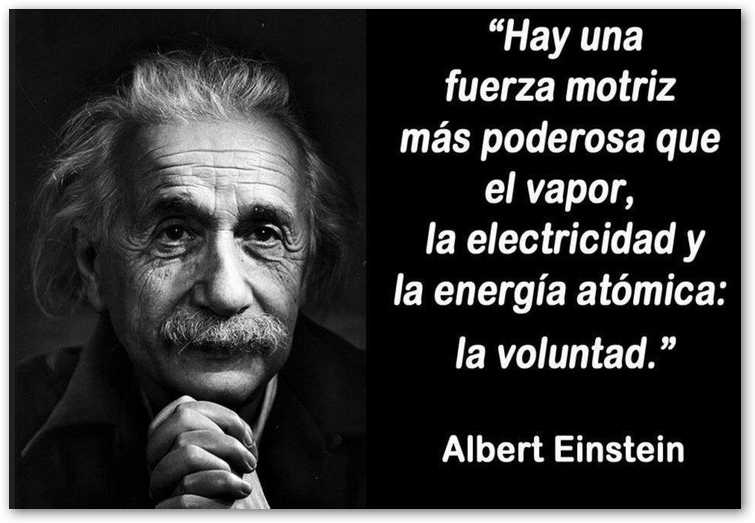 “Hay una
fuerza motriz
más poderosa que
el vapor,
la electricidad y
la energía atómica:
la voluntad.”
Albert Einstein